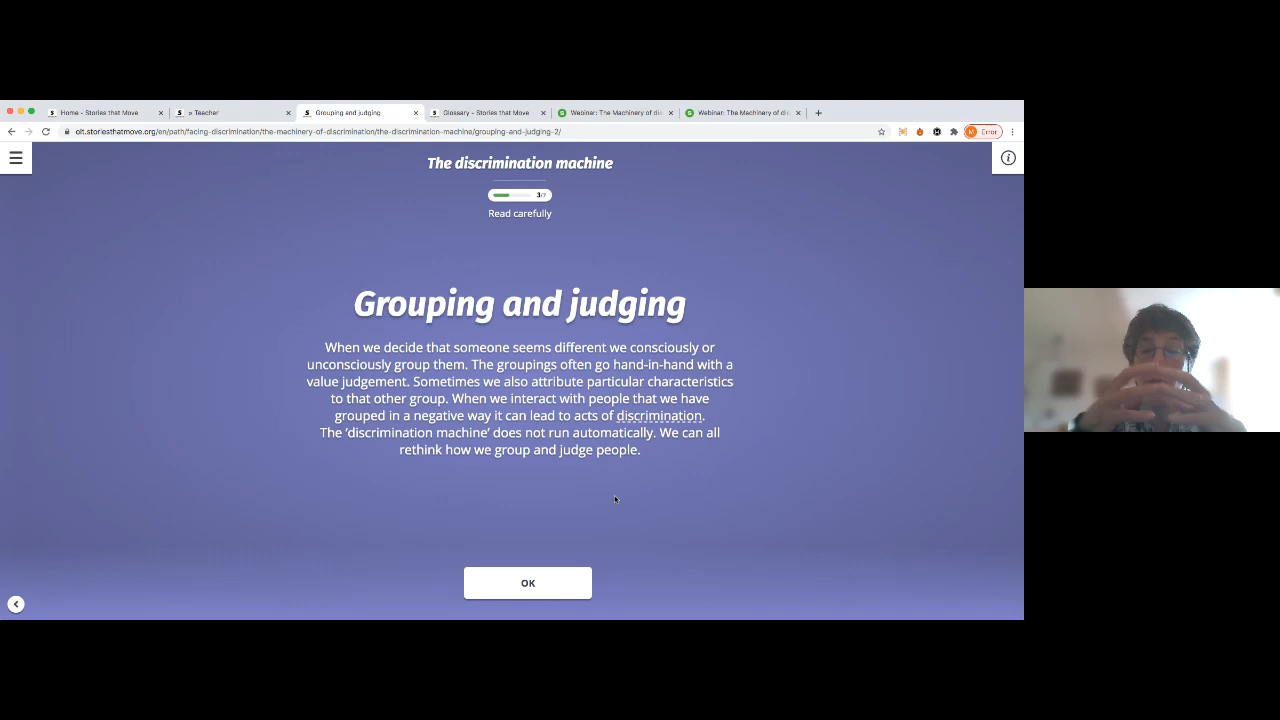 Home - Stories that Move
» Teacher
Grouping and judging
Glossary - Stories that Move
Webinar: The Machinery of di
Webinar: The Machinery of di
olt.storiesthatmove.org/en/path/facing-discrimination/the-machinery-of-discrimination/the-discrimination-machine/grouping-and-judging-2/
M Error
The discrimination machine
3/7
Read carefully
Grouping and judging
When we decide that someone seems different we consciously or
unconsciously group them. The groupings often go hand-in-hand with a
value judgement. Sometimes we also attribute particular characteristics
to that other group. When we interact with people that we have
grouped in a negative way it can lead to acts of discrimination.
The ‘discrimination machine’ does not run automatically. We can all
rethink how we group and judge people.
OK